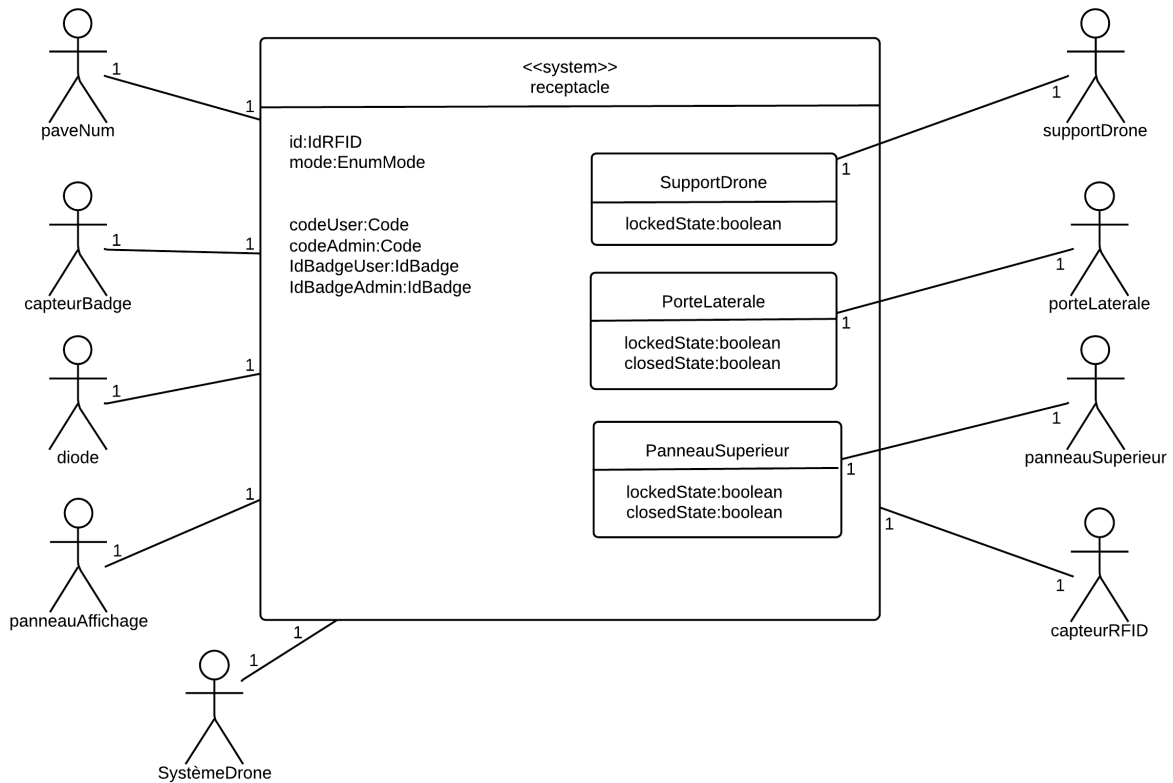 <<system>>
receptacle
id:IdRFID
mode:EnumMode
codeUser:Code
codeAdmin:Code
IdBadgeUser:IdBadge
IdBadgeAdmin:IdBadge
SupportDrone
lockedState:boolean
PorteLaterale
lockedState:boolean
closedState:boolean
PanneauSuperieur
lockedState:boolean
closedState:boolean
paveNum
1
1
capteurBadge
1
1
diode
1
1
panneauAffichage
1
1
SystèmeDrone
1
1
supportDrone
1
1
porteLaterale
1
1
panneauSuperieur
1
1
capteurRFID
1
1